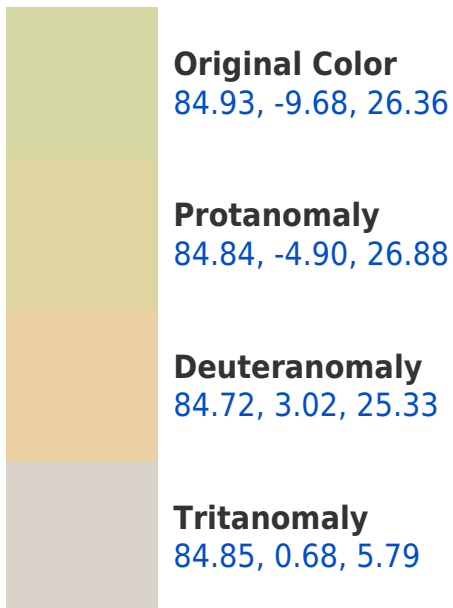 Original Color
84.93, -9.68, 26.36
Protanomaly
84.84, -4.90, 26.88
Deuteranomaly
84.72, 3.02, 25.33
Tritanomaly
84.85, 0.68, 5.79